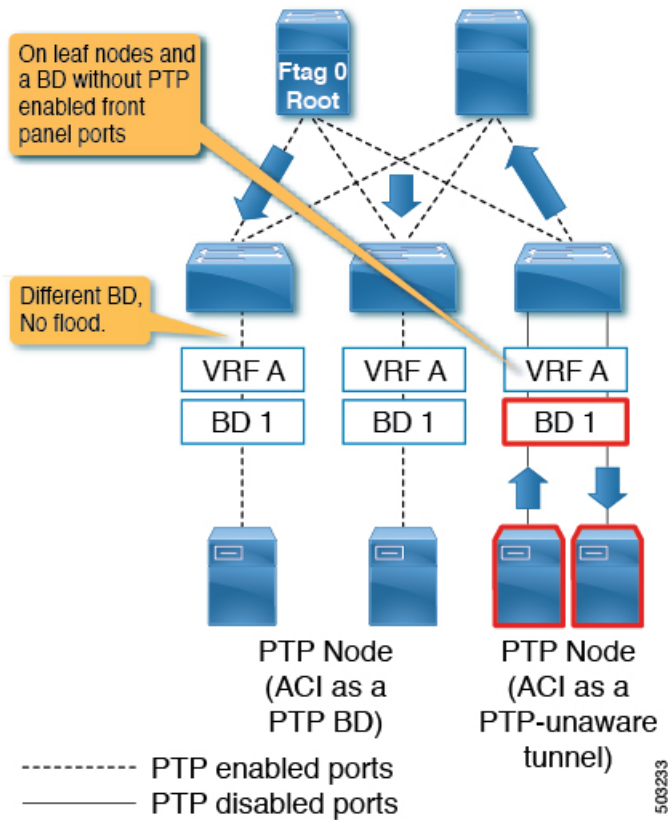 On leaf nodes and
a BD without PTP
enabled front
panel ports
Ftag 0
Root
Different BD,
No flood.
VRF A
VRF A
VRF A
BD 1
BD 1
BD 1
PTP Node
(ACI as a
PTP BD)
PTP Node
(ACI as a
PTP-unaware
tunnel)
PTP enabled ports
PTP disabled ports
503233